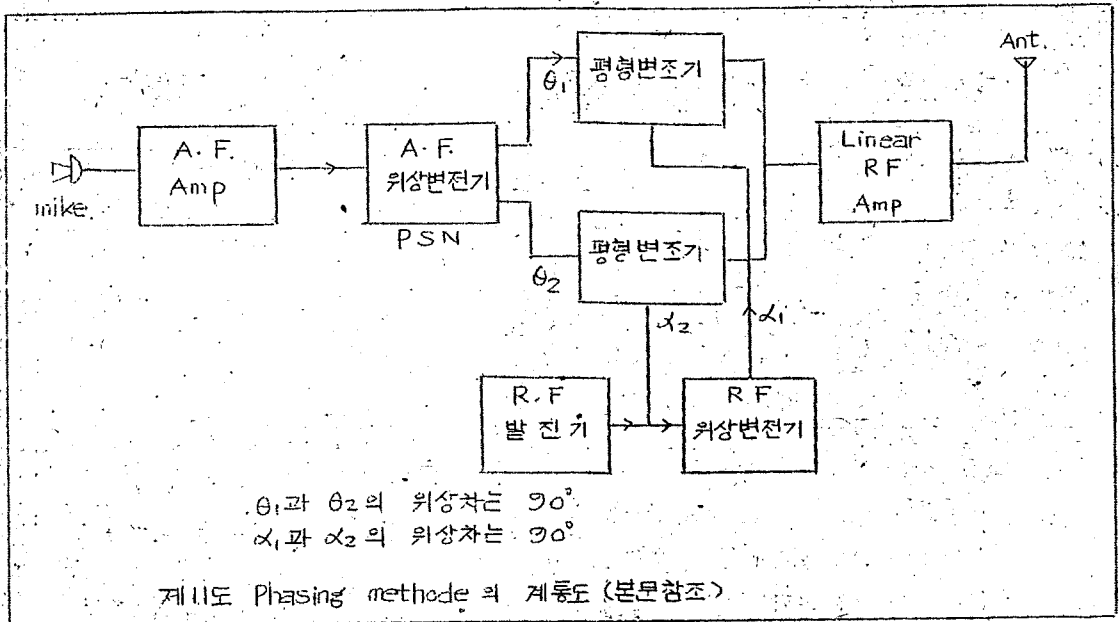 Ant.
θ₁
평형변조기
A. F.
Amp
A. F.
위상변전기
PSN
Linear
RF
Amp
mike.
평형변조기
θ₂
α₂
α₁
R.F
발진기
RF
위상변전기
θ₁과 θ₂의 위상차는 90°
α₁과 α₂의 위상차는 90°
제11도 Phasing methode의 계통도 (본문참조)